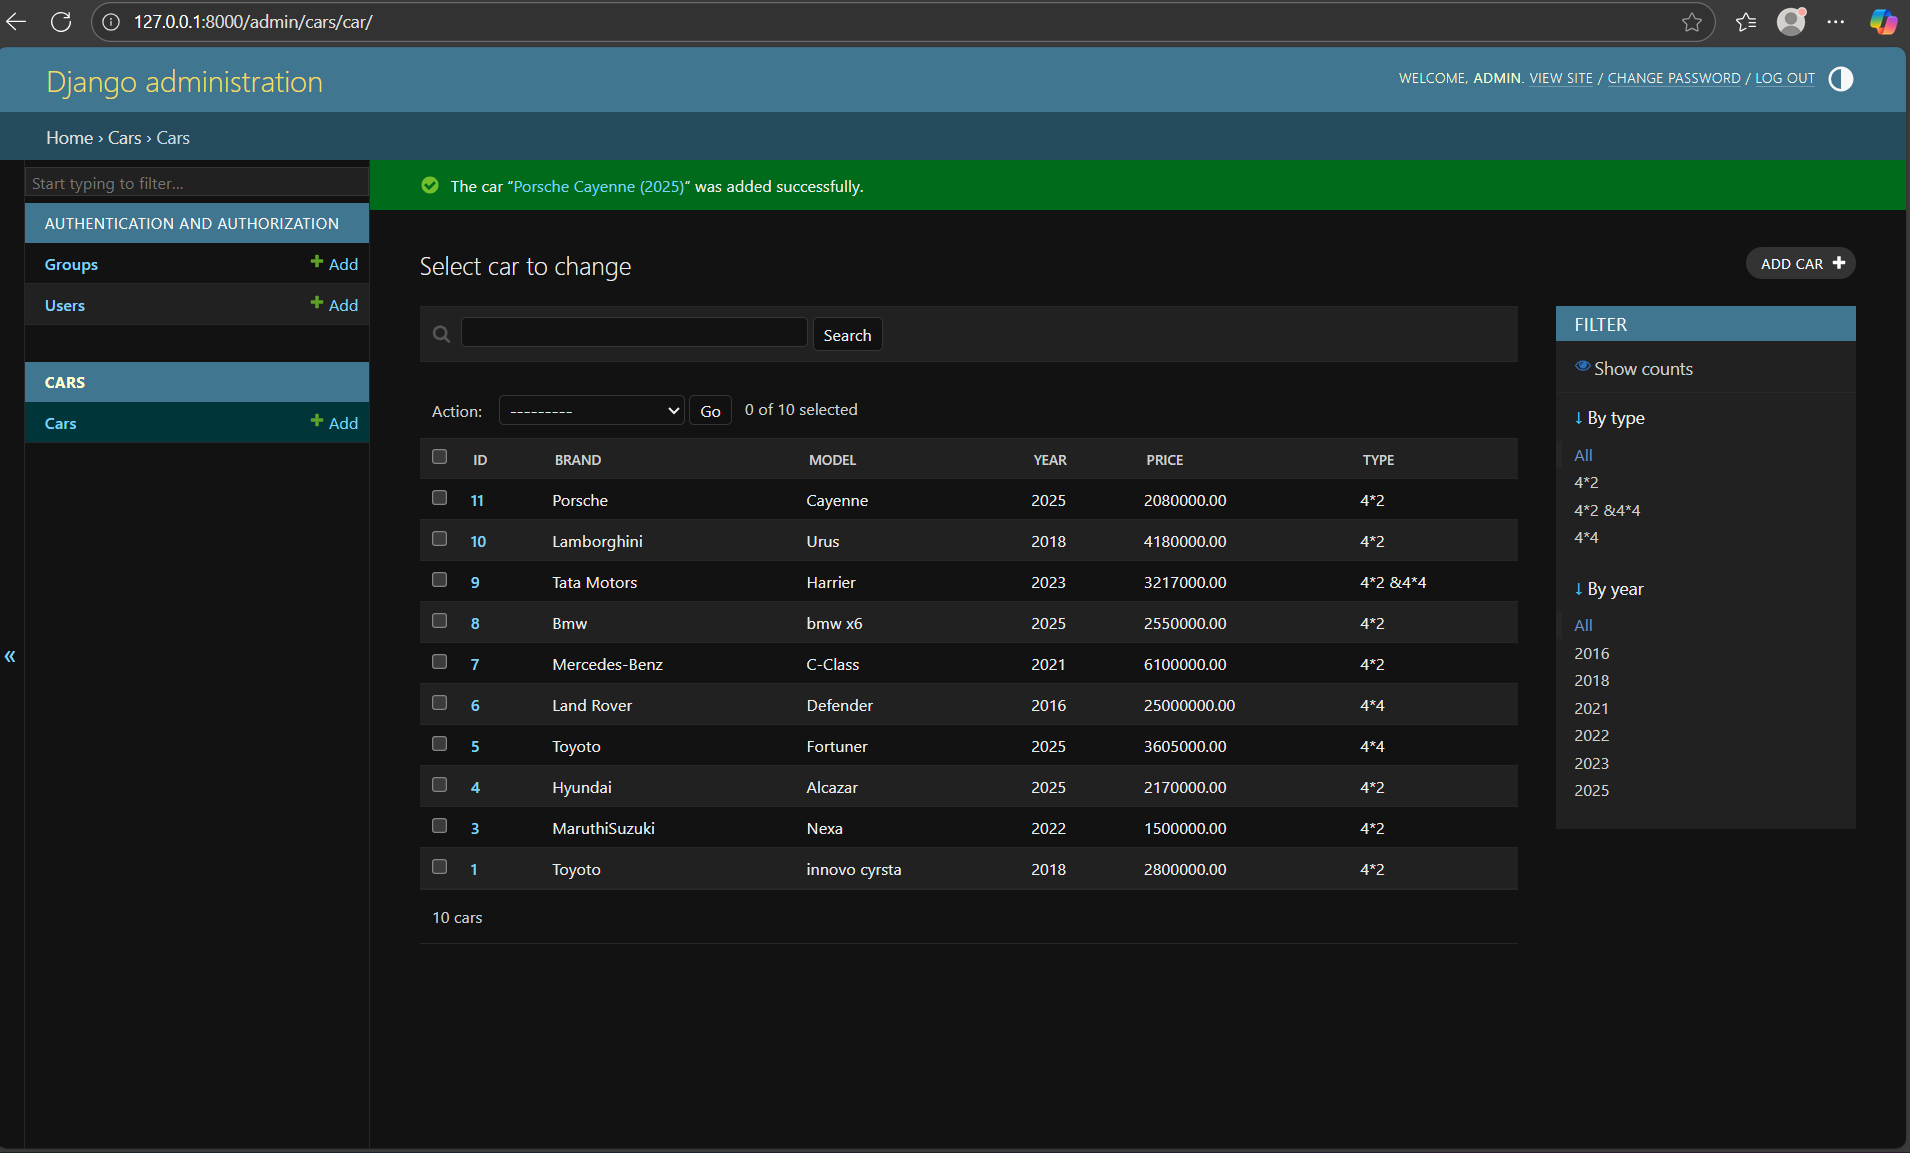 127.0.0.1:8000/admin/cars/car/
Django administration
WELCOME, ADMIN. VIEW SITE / CHANGE PASSWORD / LOG OUT
Home › Cars › Cars
Start typing to filter...
AUTHENTICATION AND AUTHORIZATION
Groups + Add
Users + Add
CARS
Cars + Add
«
The car “Porsche Cayenne (2025)” was added successfully.
Select car to change
ADD CAR +
Search
Action: --------- Go 0 of 10 selected
ID BRAND MODEL YEAR PRICE TYPE
11 Porsche Cayenne 2025 2080000.00 4*2
10 Lamborghini Urus 2018 4180000.00 4*2
9 Tata Motors Harrier 2023 3217000.00 4*2 &4*4
8 Bmw bmw x6 2025 2550000.00 4*2
7 Mercedes-Benz C-Class 2021 6100000.00 4*2
6 Land Rover Defender 2016 25000000.00 4*4
5 Toyoto Fortuner 2025 3605000.00 4*4
4 Hyundai Alcazar 2025 2170000.00 4*2
3 MaruthiSuzuki Nexa 2022 1500000.00 4*2
1 Toyoto innovo cyrsta 2018 2800000.00 4*2
10 cars
FILTER
Show counts
↓ By type
All
4*2
4*2 &4*4
4*4
↓ By year
All
2016
2018
2021
2022
2023
2025